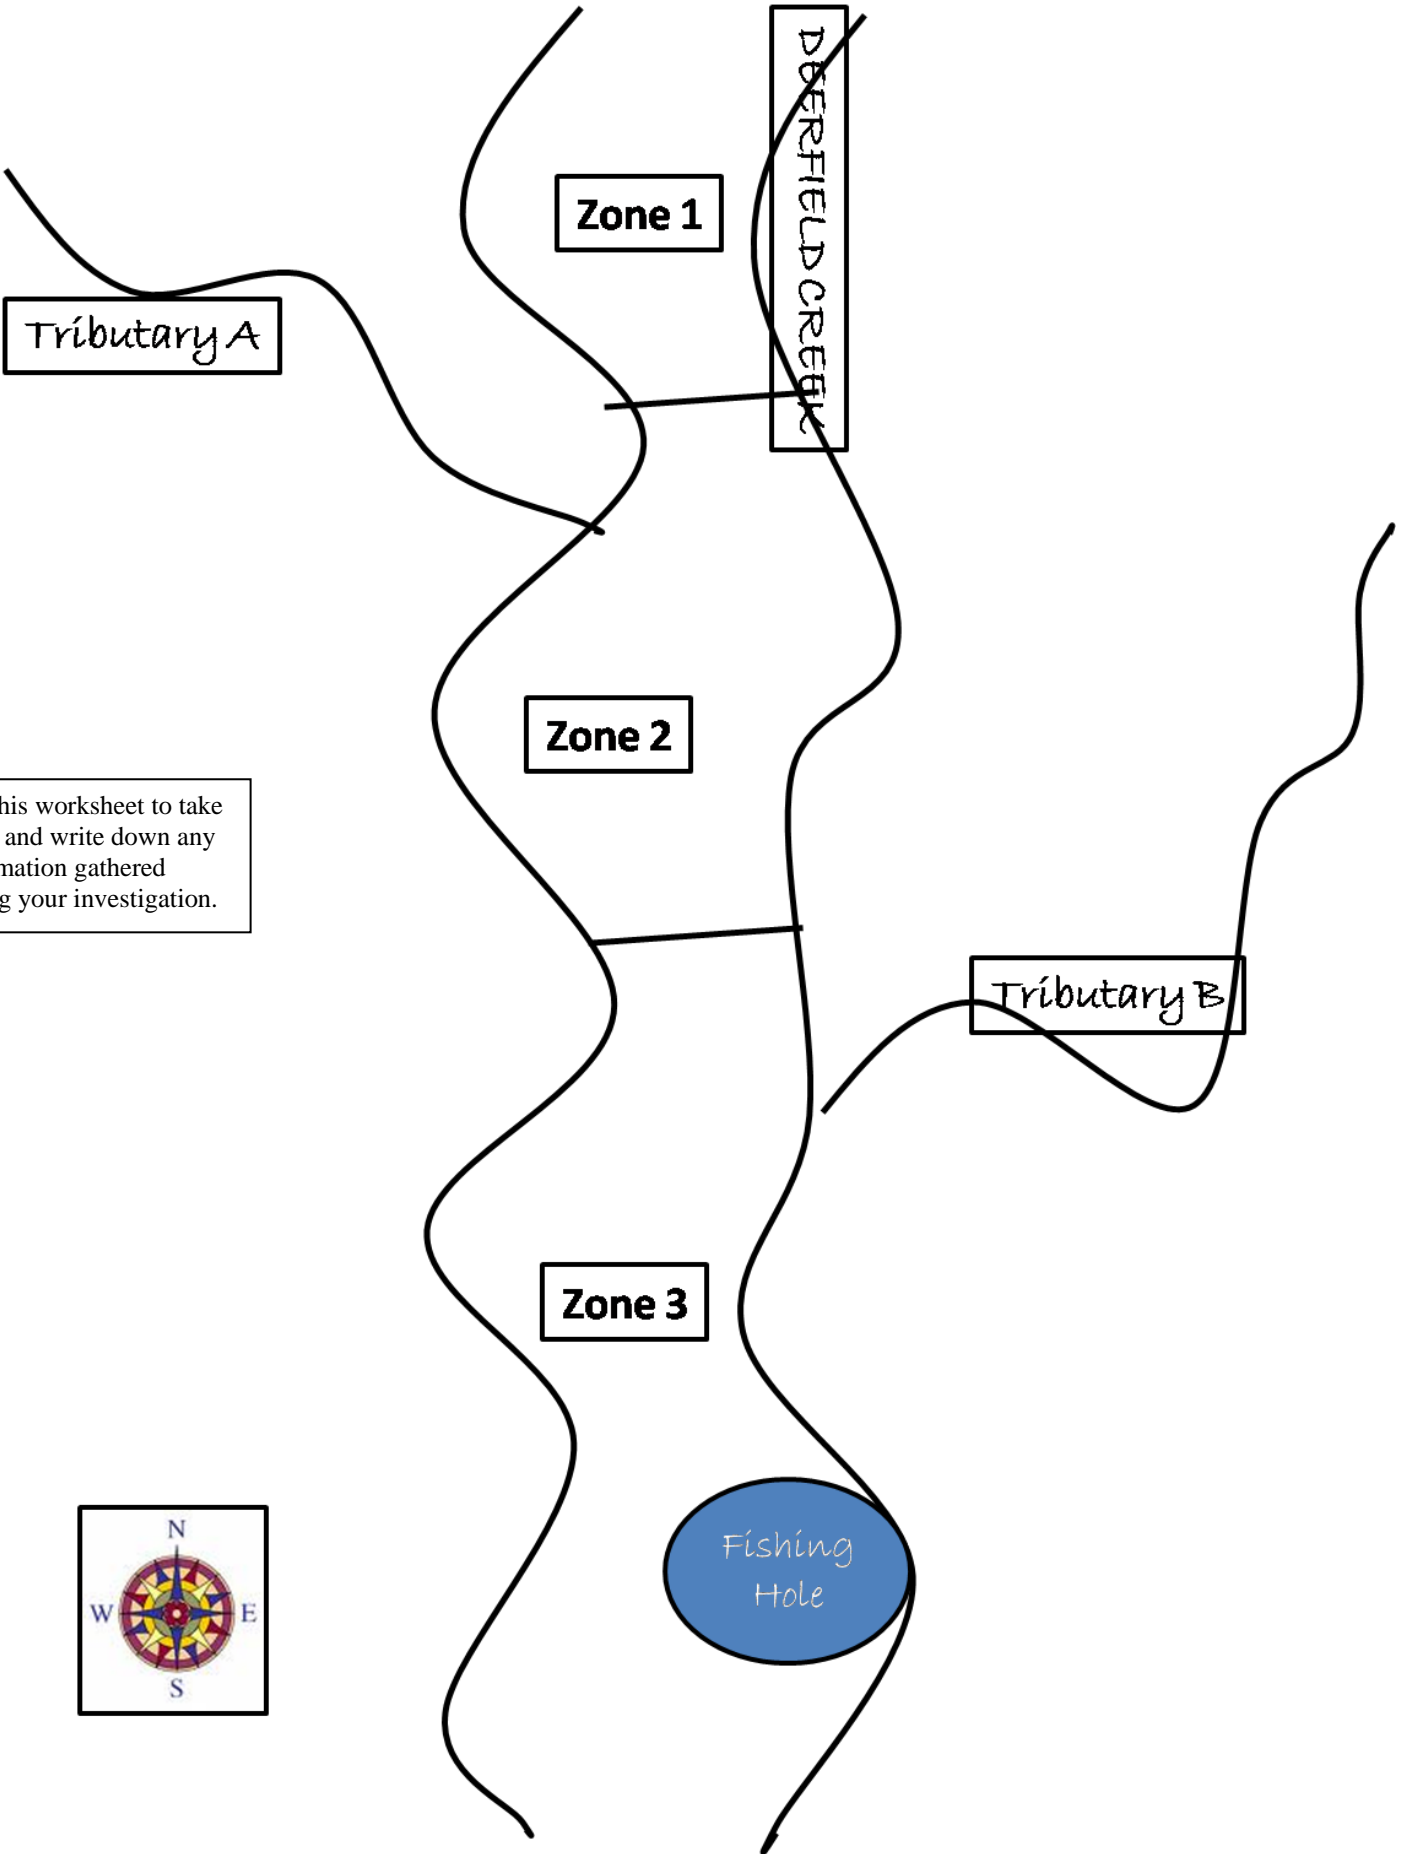 DEERFIELD CREEK
Zone 1
Tributary A
Zone 2
his worksheet to take
and write down any
mation gathered
g your investigation.
Tributary B
Zone 3
Fishing
Hole
N
W E
S